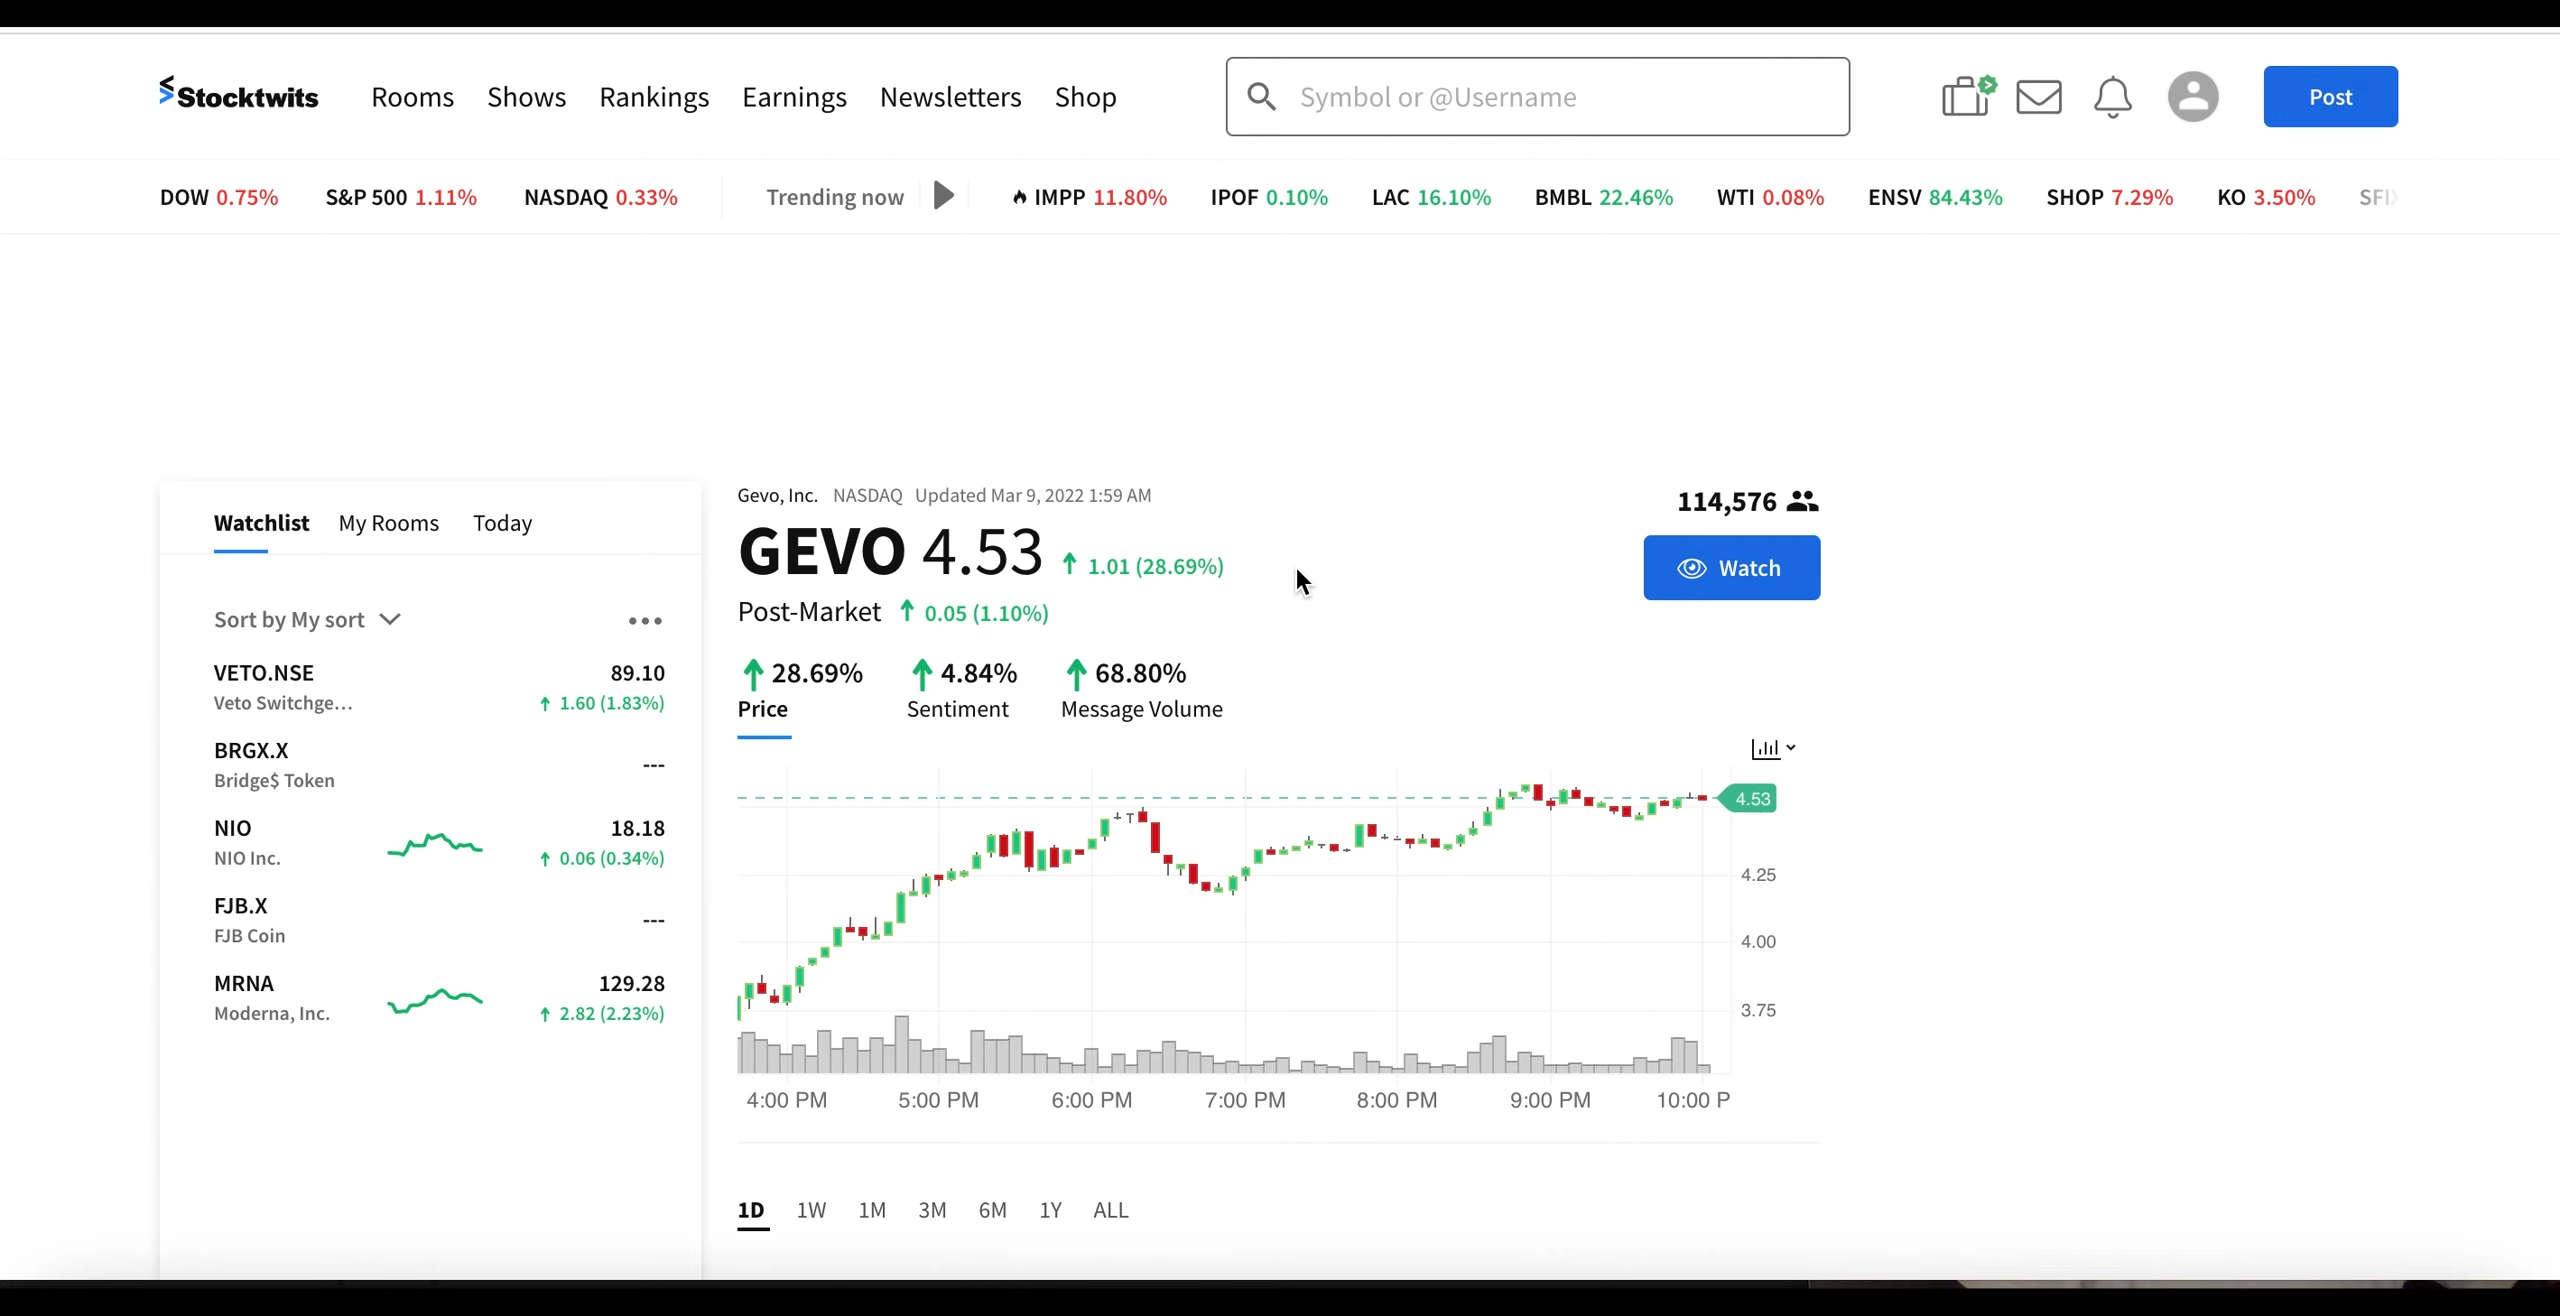 Stocktwits Rooms Shows Rankings Earnings Newsletters Shop Symbol or @Username Post
DOW 0.75% S&P 500 1.11% NASDAQ 0.33% Trending now IMPP 11.80% IPOF 0.10% LAC 16.10% BMBL 22.46% WTI 0.08% ENSV 84.43% SHOP 7.29% KO 3.50%
Watchlist My Rooms Today
Sort by My sort
VETO.NSE 89.10
Veto Switchge... ↑ 1.60 (1.83%)
BRGX.X
Bridge$ Token ---
NIO 18.18
NIO Inc. ↑ 0.06 (0.34%)
FJB.X
FJB Coin ---
MRNA 129.28
Moderna, Inc. ↑ 2.82 (2.23%)
Gevo, Inc. NASDAQ Updated Mar 9, 2022 1:59 AM
GEVO 4.53 ↑ 1.01 (28.69%)
Post-Market ↑ 0.05 (1.10%)
114,576
Watch
↑ 28.69% ↑ 4.84% ↑ 68.80%
Price Sentiment Message Volume
4.53
4.25
4.00
3.75
4:00 PM 5:00 PM 6:00 PM 7:00 PM 8:00 PM 9:00 PM 10:00 P
1D 1W 1M 3M 6M 1Y ALL